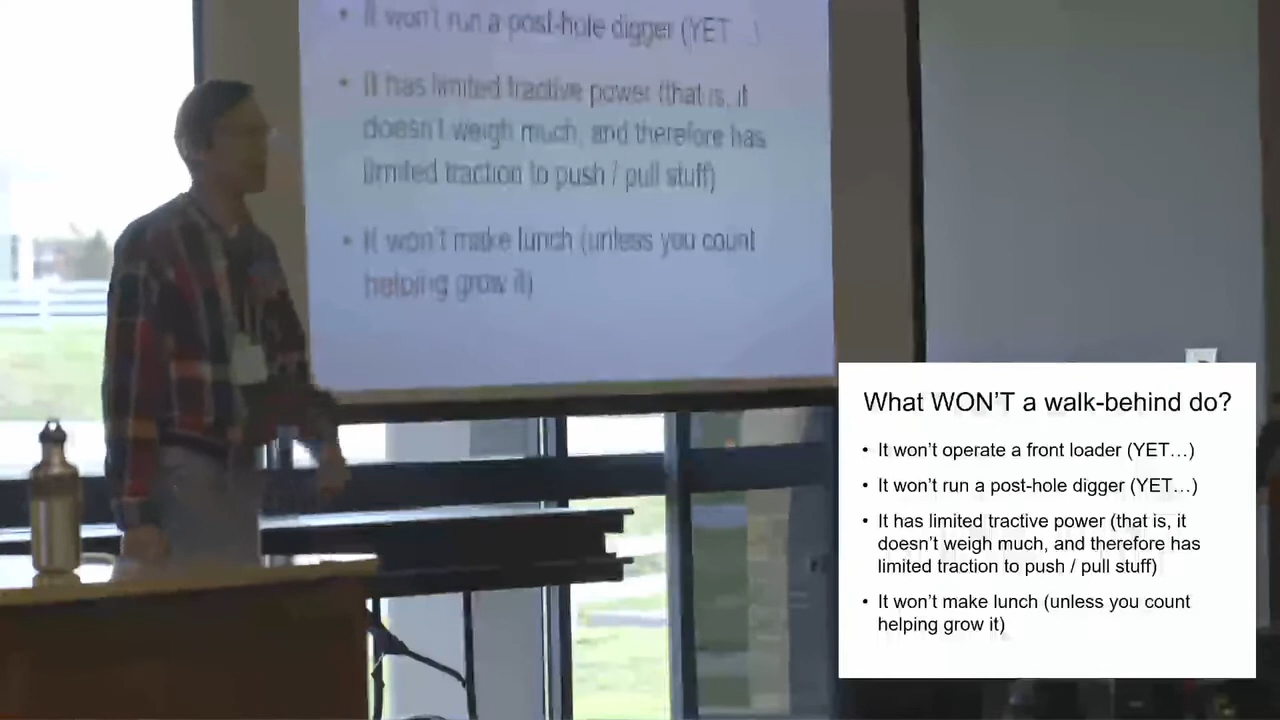 • It won't run a post-hole digger (YET...)
• It has limited tractive power (that is, it
doesn't weigh much, and therefore has
limited traction to push / pull stuff)
• It won't make lunch (unless you count
helping grow it)
What WON'T a walk-behind do?
• It won't operate a front loader (YET...)
• It won't run a post-hole digger (YET...)
• It has limited tractive power (that is, it
doesn't weigh much, and therefore has
limited traction to push / pull stuff)
• It won't make lunch (unless you count
helping grow it)